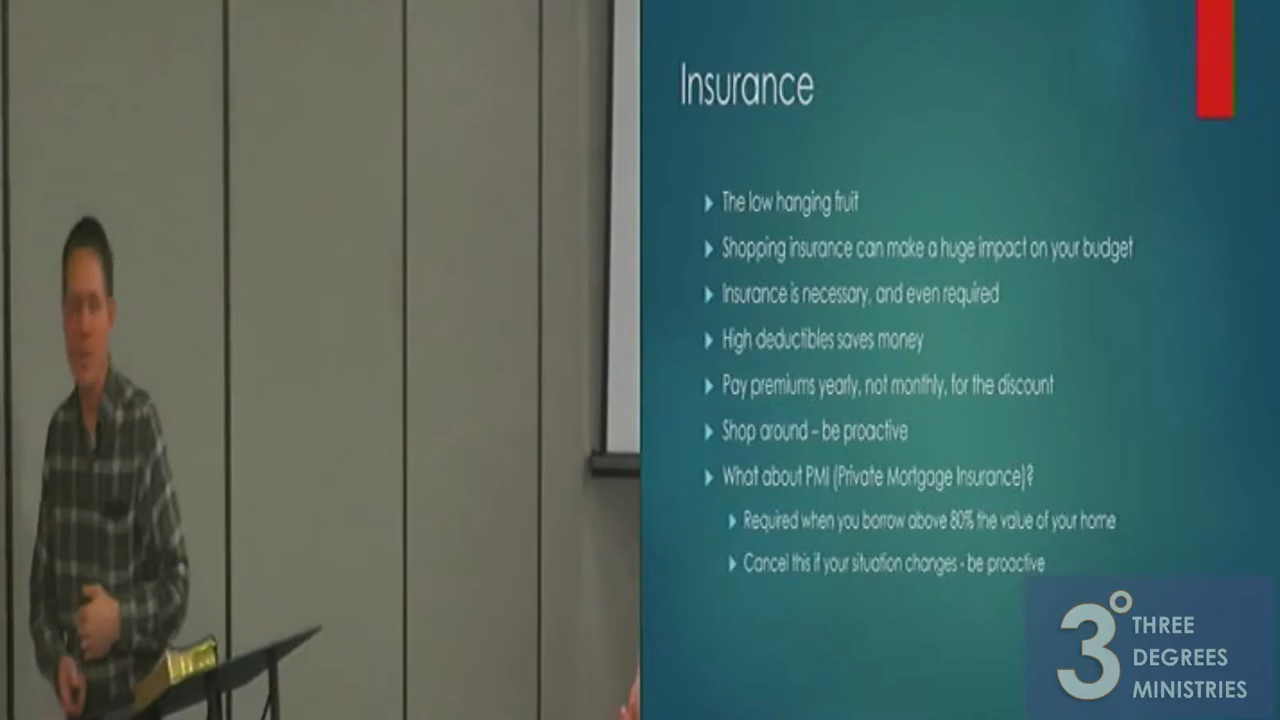 Insurance
The low hanging fruit
Shopping insurance can make a huge impact on your budget
Insurance is necessary, and even required
High deductibles saves money
Pay premiums yearly, not monthly, for the discount
Shop around – be proactive
What about PMI (Private Mortgage Insurance)?
Required when you borrow above 80% the value of your home
Cancel this if your situation changes - be proactive
3° THREE
DEGREES
MINISTRIES